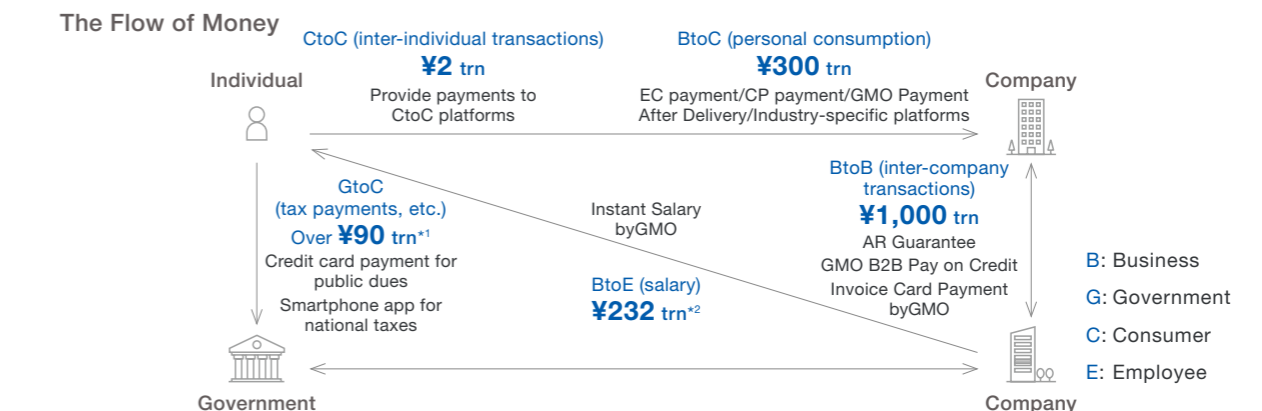 The Flow of Money
CtoC (inter-individual transactions)
¥2 trn
Provide payments to
CtoC platforms
BtoC (personal consumption)
¥300 trn
EC payment/CP payment/GMO Payment
After Delivery/Industry-specific platforms
Individual
Company
GtoC
(tax payments, etc.)
Over ¥90 trn*1
Credit card payment for
public dues
Smartphone app for
national taxes
Instant Salary
byGMO
BtoE (salary)
¥232 trn*2
BtoB (inter-company
transactions)
¥1,000 trn
AR Guarantee
GMO B2B Pay on Credit
Invoice Card Payment
byGMO
B: Business
G: Government
C: Consumer
E: Employee
Government
Company